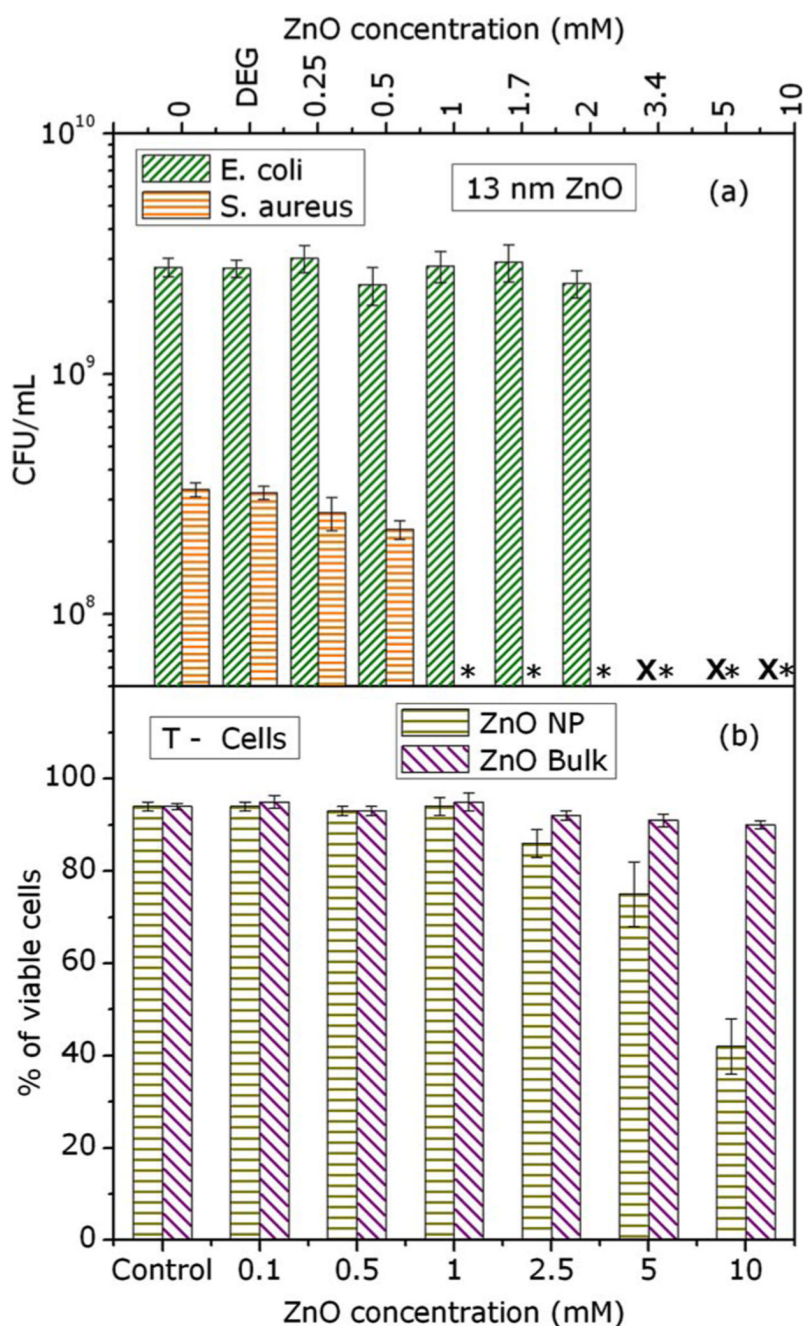 ZnO concentration (mM)
0 DEG 0.25 0.5 1 1.7 2 3.4 5 10
10^10
E. coli
S. aureus
13 nm ZnO
(a)
10^9
CFU/mL
10^8
* * * X* X* X*
T - Cells
ZnO NP
ZnO Bulk
(b)
100
80
60
40
20
0
% of viable cells
Control 0.1 0.5 1 2.5 5 10
ZnO concentration (mM)